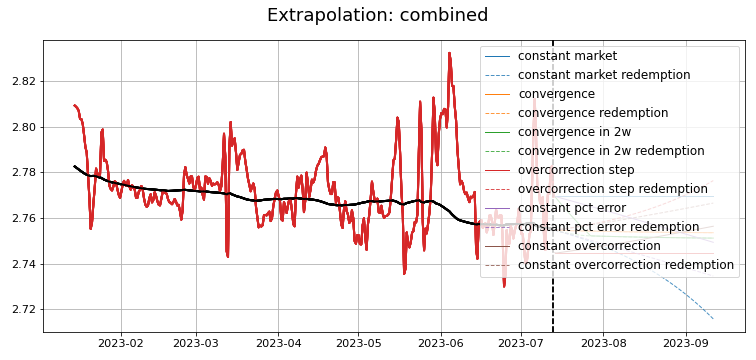 Extrapolation: combined
2.82
2.80
2.78
2.76
2.74
2.72
constant market
constant market redemption
convergence
convergence redemption
convergence in 2w
convergence in 2w redemption
overcorrection step
overcorrection step redemption
constant pct error
constant pct error redemption
constant overcorrection
constant overcorrection redemption
2023-02 2023-03 2023-04 2023-05 2023-06 2023-07 2023-08 2023-09